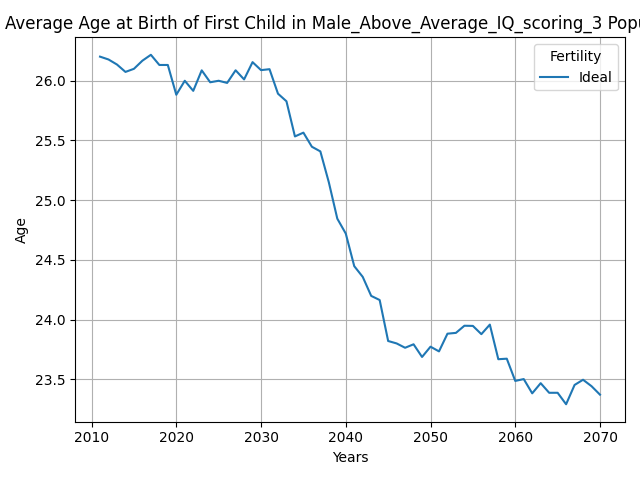 Average Age at Birth of First Child in Male_Above_Average_IQ_scoring_3 Popu
Fertility
Ideal
Age
26.0
25.5
25.0
24.5
24.0
23.5
2010 2020 2030 2040 2050 2060 2070
Years